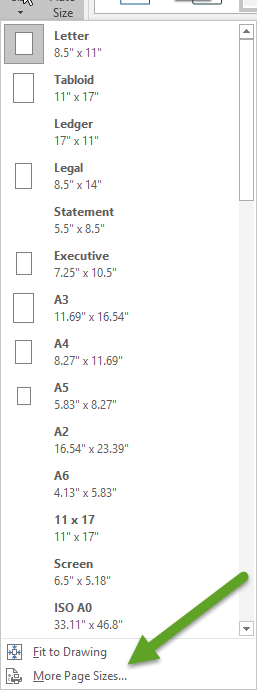 Size
Letter
8.5" x 11"
Tabloid
11" x 17"
Ledger
17" x 11"
Legal
8.5" x 14"
Statement
5.5" x 8.5"
Executive
7.25" x 10.5"
A3
11.69" x 16.54"
A4
8.27" x 11.69"
A5
5.83" x 8.27"
A2
16.54" x 23.39"
A6
4.13" x 5.83"
11 x 17
11" x 17"
Screen
6.5" x 5.18"
ISO A0
33.11" x 46.8"
Fit to Drawing
More Page Sizes...